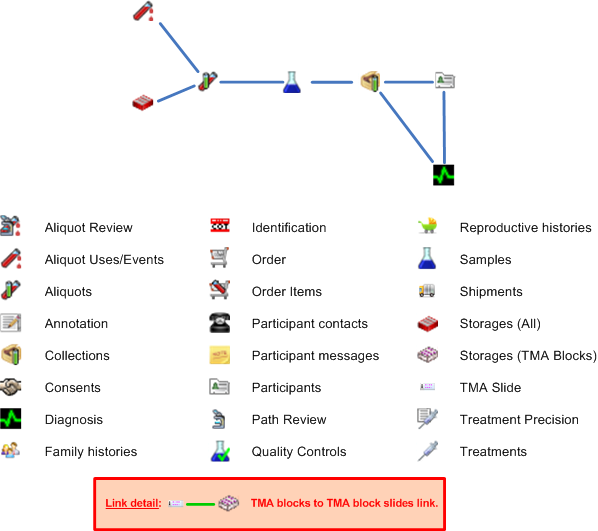 Aliquot Review Identification Reproductive histories
Aliquot Uses/Events Order Samples
Aliquots Order Items Shipments
Annotation Participant contacts Storages (All)
Collections Participant messages Storages (TMA Blocks)
Consents Participants TMA Slide
Diagnosis Path Review Treatment Precision
Family histories Quality Controls Treatments
Link detail: TMA blocks to TMA block slides link.